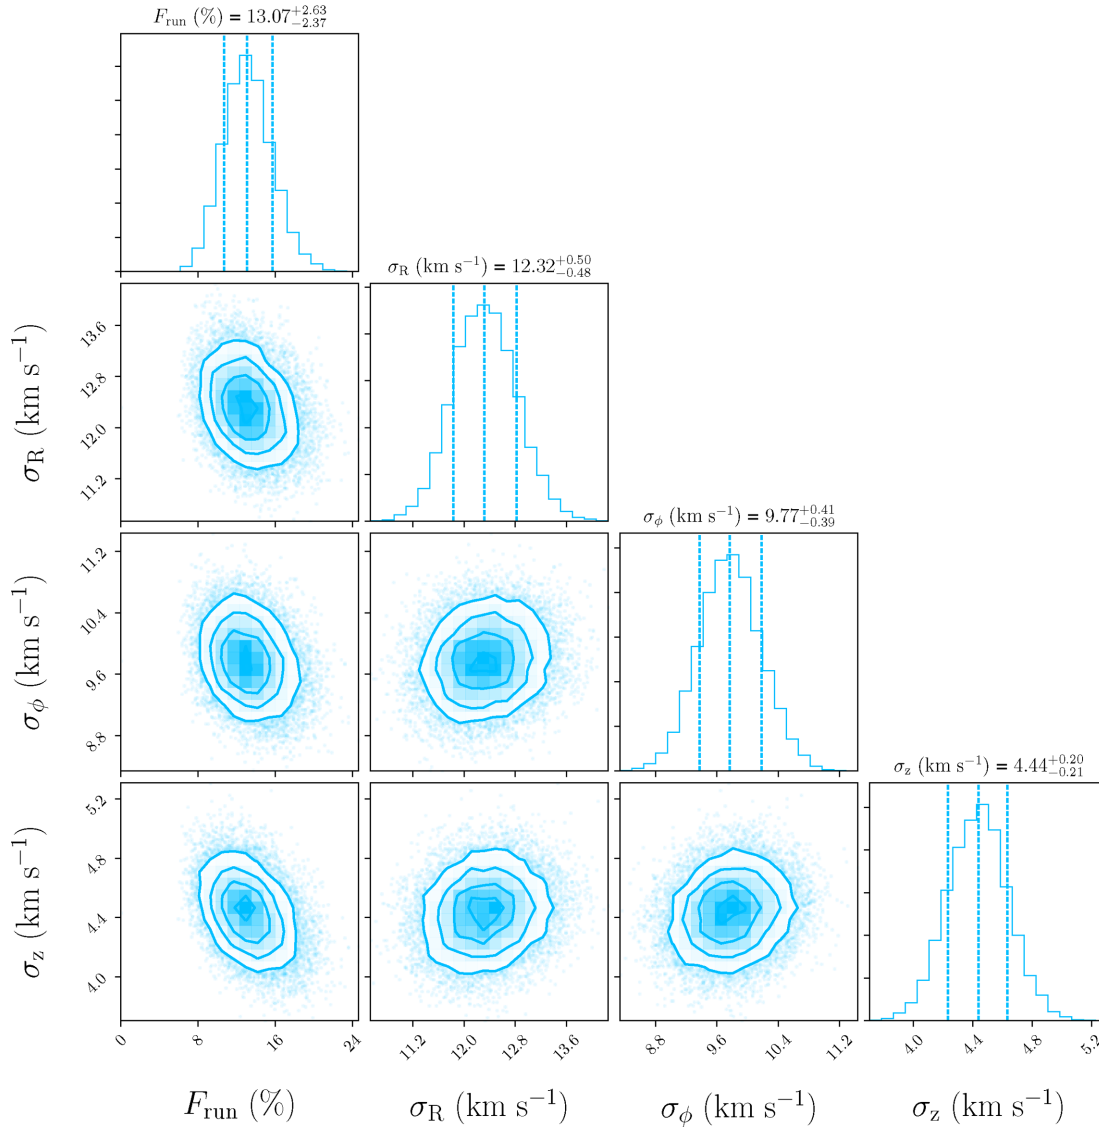 F_run (%) = 13.07^{+2.63}_{-2.37}
σ_R (km s⁻¹) = 12.32^{+0.50}_{-0.48}
13.6
12.8
12.0
11.2
σ_R (km s⁻¹)
σ_ϕ (km s⁻¹) = 9.77^{+0.41}_{-0.39}
11.2
10.4
9.6
8.8
σ_ϕ (km s⁻¹)
σ_z (km s⁻¹) = 4.44^{+0.20}_{-0.21}
5.2
4.8
4.4
4.0
σ_z (km s⁻¹)
0 8 16 24 11.2 12.0 12.8 13.6 8.8 9.6 10.4 11.2 4.0 4.4 4.8 5.2
F_run (%) σ_R (km s⁻¹) σ_ϕ (km s⁻¹) σ_z (km s⁻¹)